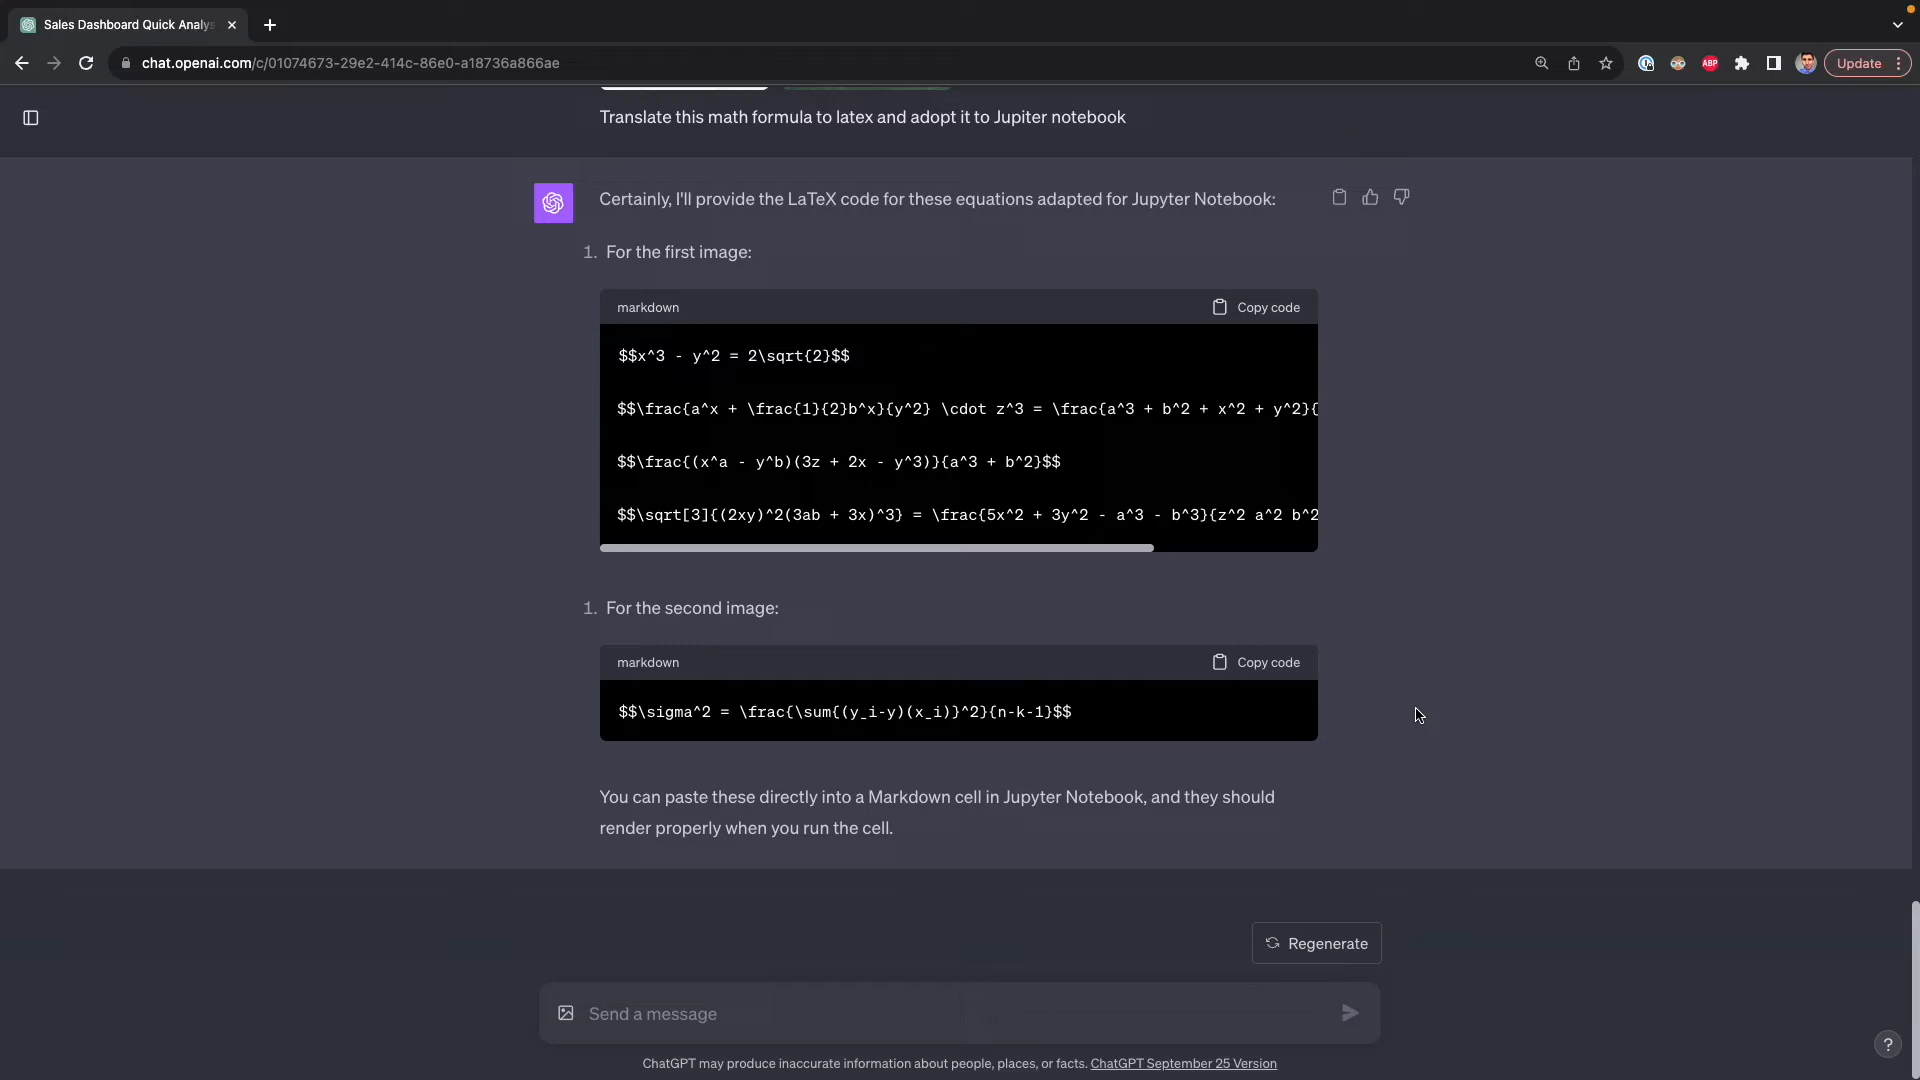 Sales Dashboard Quick Analys
chat.openai.com/c/01074673-29e2-414c-86e0-a18736a866ae
ABP
Update
Translate this math formula to latex and adopt it to Jupiter notebook
Certainly, I'll provide the LaTeX code for these equations adapted for Jupyter Notebook:
1. For the first image:
markdown Copy code
$$x^3 - y^2 = 2\sqrt{2}$$
$$\frac{a^x + \frac{1}{2}b^x}{y^2} \cdot z^3 = \frac{a^3 + b^2 + x^2 + y^2}{
$$\frac{(x^a - y^b)(3z + 2x - y^3)}{a^3 + b^2}$$
$$\sqrt[3]{(2xy)^2(3ab + 3x)^3} = \frac{5x^2 + 3y^2 - a^3 - b^3}{z^2 a^2 b^2
1. For the second image:
markdown Copy code
$$\sigma^2 = \frac{\sum{(y_i-y)(x_i)}^2}{n-k-1}$$
You can paste these directly into a Markdown cell in Jupyter Notebook, and they should
render properly when you run the cell.
Regenerate
Send a message
ChatGPT may produce inaccurate information about people, places, or facts. ChatGPT September 25 Version
?